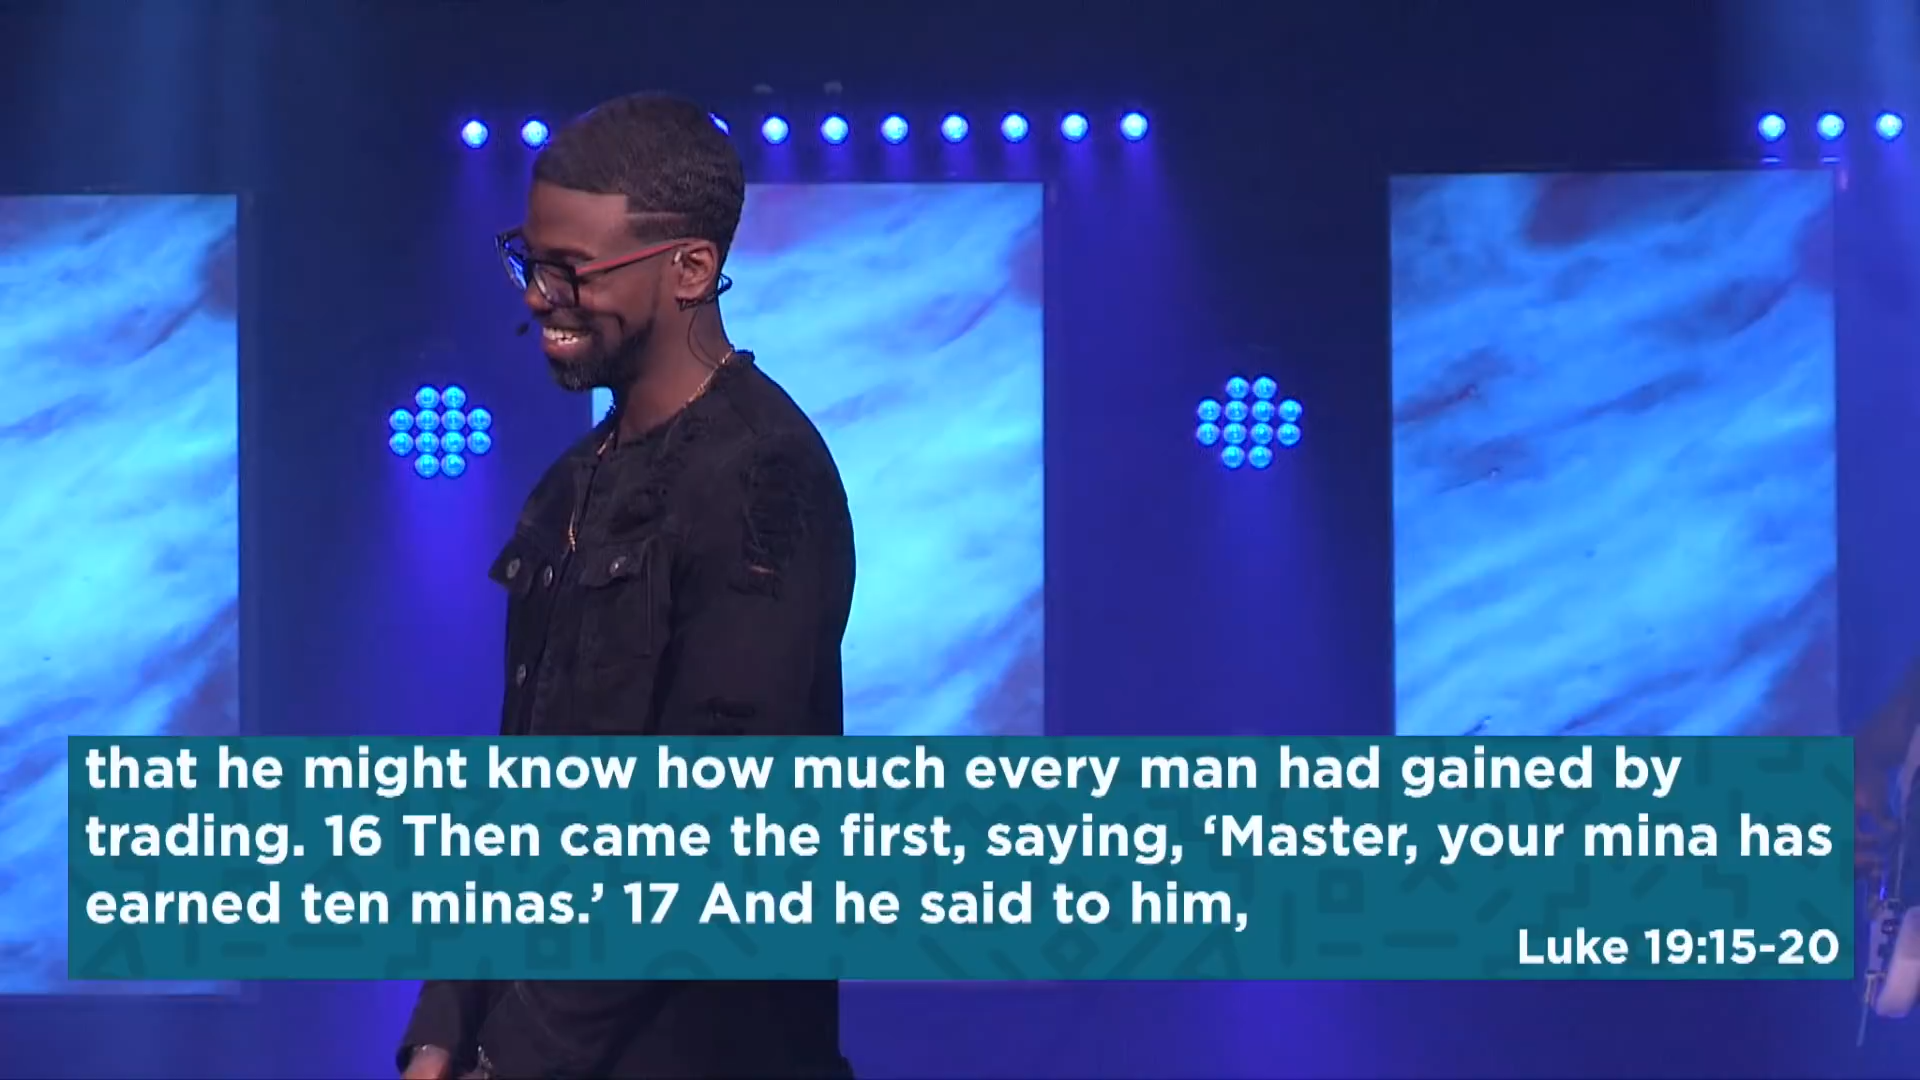 that he might know how much every man had gained by
trading. 16 Then came the first, saying, ‘Master, your mina has
earned ten minas.’ 17 And he said to him,
Luke 19:15-20